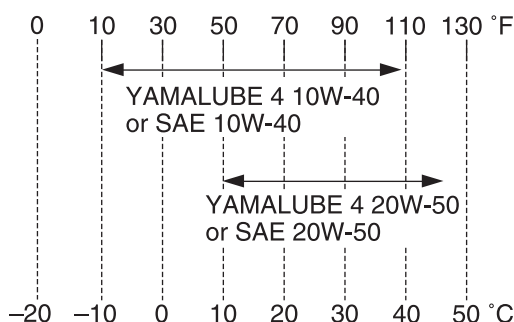 0 10 30 50 70 90 110 130 ˚F
YAMALUBE 4 10W-40
or SAE 10W-40
YAMALUBE 4 20W-50
or SAE 20W-50
–20 –10 0 10 20 30 40 50 ˚C